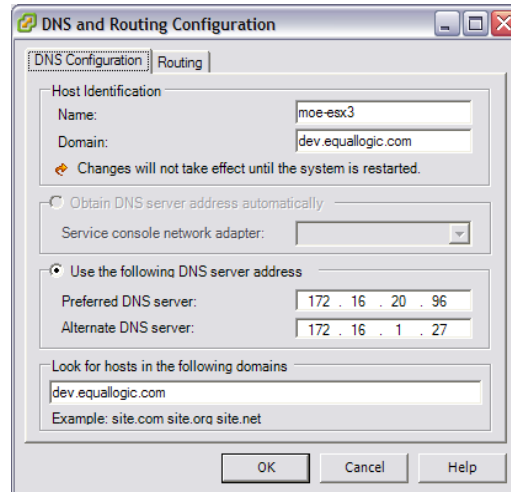 DNS and Routing Configuration
DNS Configuration Routing
Host Identification
Name: moe-esx3
Domain: dev.equallogic.com
Changes will not take effect until the system is restarted.
Obtain DNS server address automatically
Service console network adapter:
Use the following DNS server address
Preferred DNS server: 172 . 16 . 20 . 96
Alternate DNS server: 172 . 16 . 1 . 27
Look for hosts in the following domains
dev.equallogic.com
Example: site.com site.org site.net
OK Cancel Help